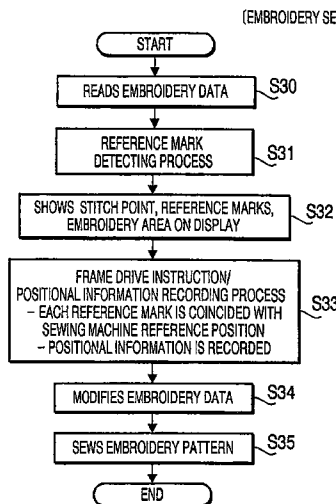 (EMBROIDERY SE
START
READS EMBROIDERY DATA
S30
REFERENCE MARK
DETECTING PROCESS
S31
SHOWS STITCH POINT, REFERENCE MARKS,
EMBROIDERY AREA ON DISPLAY
S32
FRAME DRIVE INSTRUCTION/
POSITIONAL INFORMATION RECORDING PROCESS
– EACH REFERENCE MARK IS COINCIDED WITH
SEWING MACHINE REFERENCE POSITION
– POSITIONAL INFORMATION IS RECORDED
S33
MODIFIES EMBROIDERY DATA
S34
SEWS EMBROIDERY PATTERN
S35
END